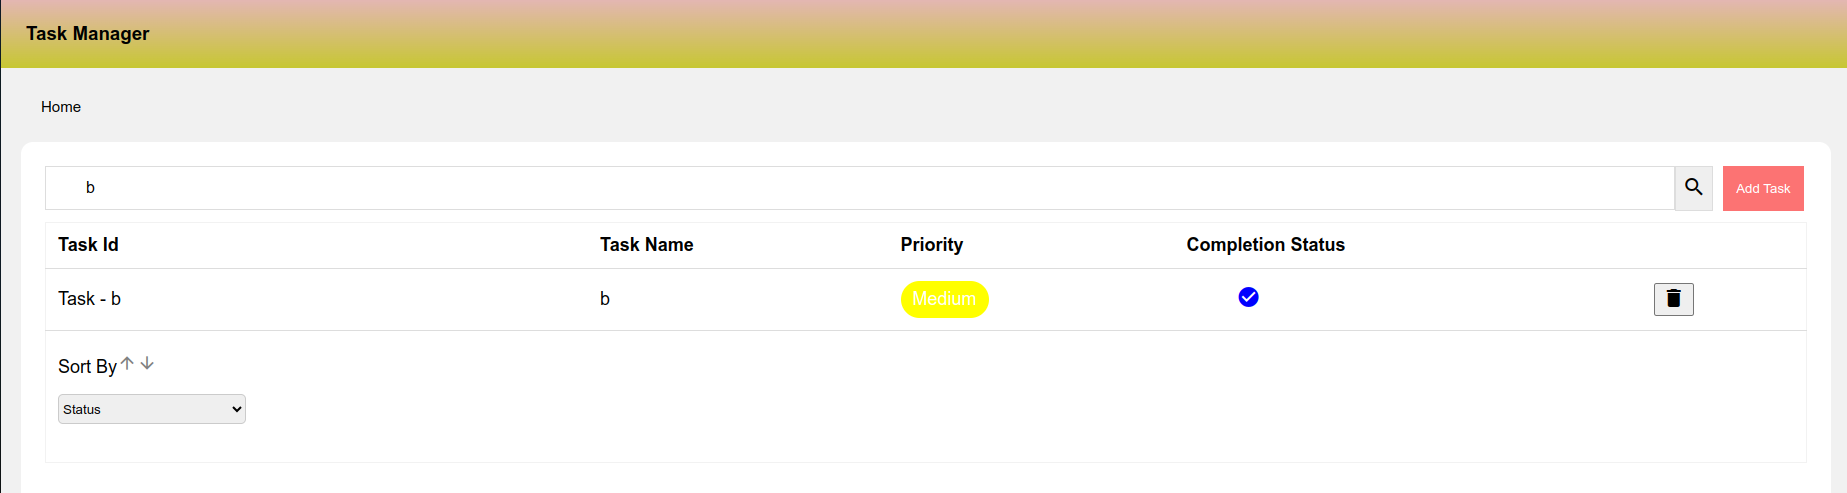 Task Manager
Home
b
Add Task
Task Id Task Name Priority Completion Status
Task - b b Medium
Sort By
Status